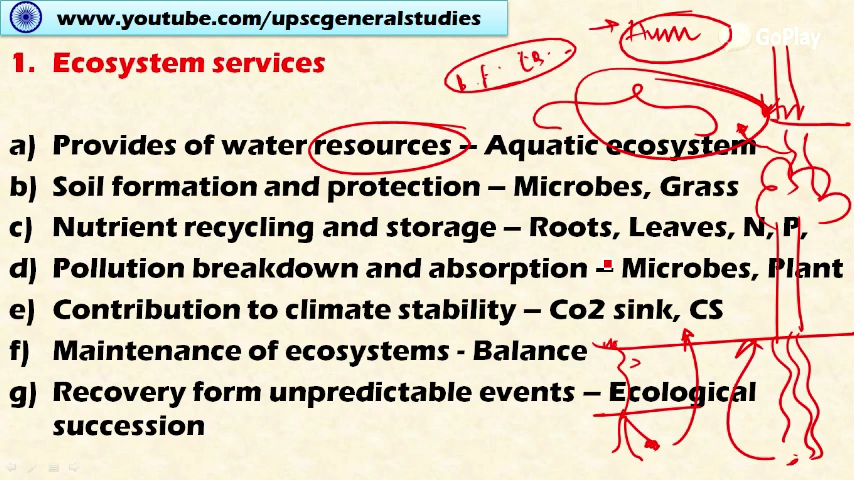 www.youtube.com/upscgeneralstudies
GoPlay
1. Ecosystem services
a) Provides of water resources – Aquatic ecosystem
b) Soil formation and protection – Microbes, Grass
c) Nutrient recycling and storage – Roots, Leaves, N, P,
d) Pollution breakdown and absorption – Microbes, Plant
e) Contribution to climate stability – Co2 sink, CS
f) Maintenance of ecosystems - Balance
g) Recovery form unpredictable events – Ecological
succession